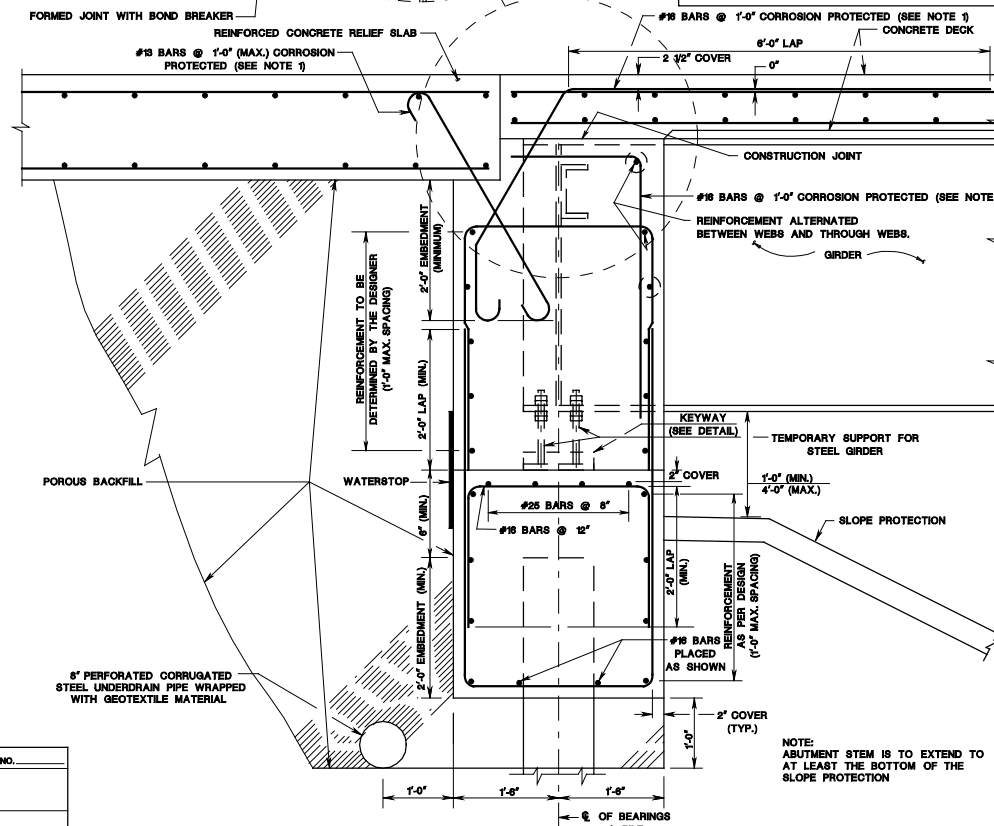 FORMED JOINT WITH BOND BREAKER
REINFORCED CONCRETE RELIEF SLAB
#13 BARS @ 1'-0" (MAX.) CORROSION
PROTECTED (SEE NOTE 1)
#16 BARS @ 1'-0" CORROSION PROTECTED (SEE NOTE 1)
CONCRETE DECK
6'-0" LAP
2 1/2" COVER
0"
CONSTRUCTION JOINT
#16 BARS @ 1'-0" CORROSION PROTECTED (SEE NOTE
REINFORCEMENT ALTERNATED
BETWEEN WEBS AND THROUGH WEBS.
GIRDER
2'-0" EMBEDMENT
(MINIMUM)
REINFORCEMENT TO BE
DETERMINED BY THE DESIGNER
(1'-0" MAX. SPACING)
2'-0" LAP (MIN.)
KEYWAY
(SEE DETAIL)
TEMPORARY SUPPORT FOR
STEEL GIRDER
1'-0" (MIN.)
4'-0" (MAX.)
POROUS BACKFILL
WATERSTOP
2" COVER
#25 BARS @ 8"
#16 BARS @ 12"
6" (MIN.)
SLOPE PROTECTION
2'-0" LAP
(MIN.)
REINFORCEMENT
AS PER DESIGN
(1'-0" MAX. SPACING)
2'-0" EMBEDMENT (MIN.)
#16 BARS
PLACED
AS SHOWN
8" PERFORATED CORRUGATED
STEEL UNDERDRAIN PIPE WRAPPED
WITH GEOTEXTILE MATERIAL
2" COVER
(TYP.)
1'-0"
NOTE:
ABUTMENT STEM IS TO EXTEND TO
AT LEAST THE BOTTOM OF THE
SLOPE PROTECTION
NO.
1'-0"
1'-6"
1'-6"
℄ OF BEARINGS